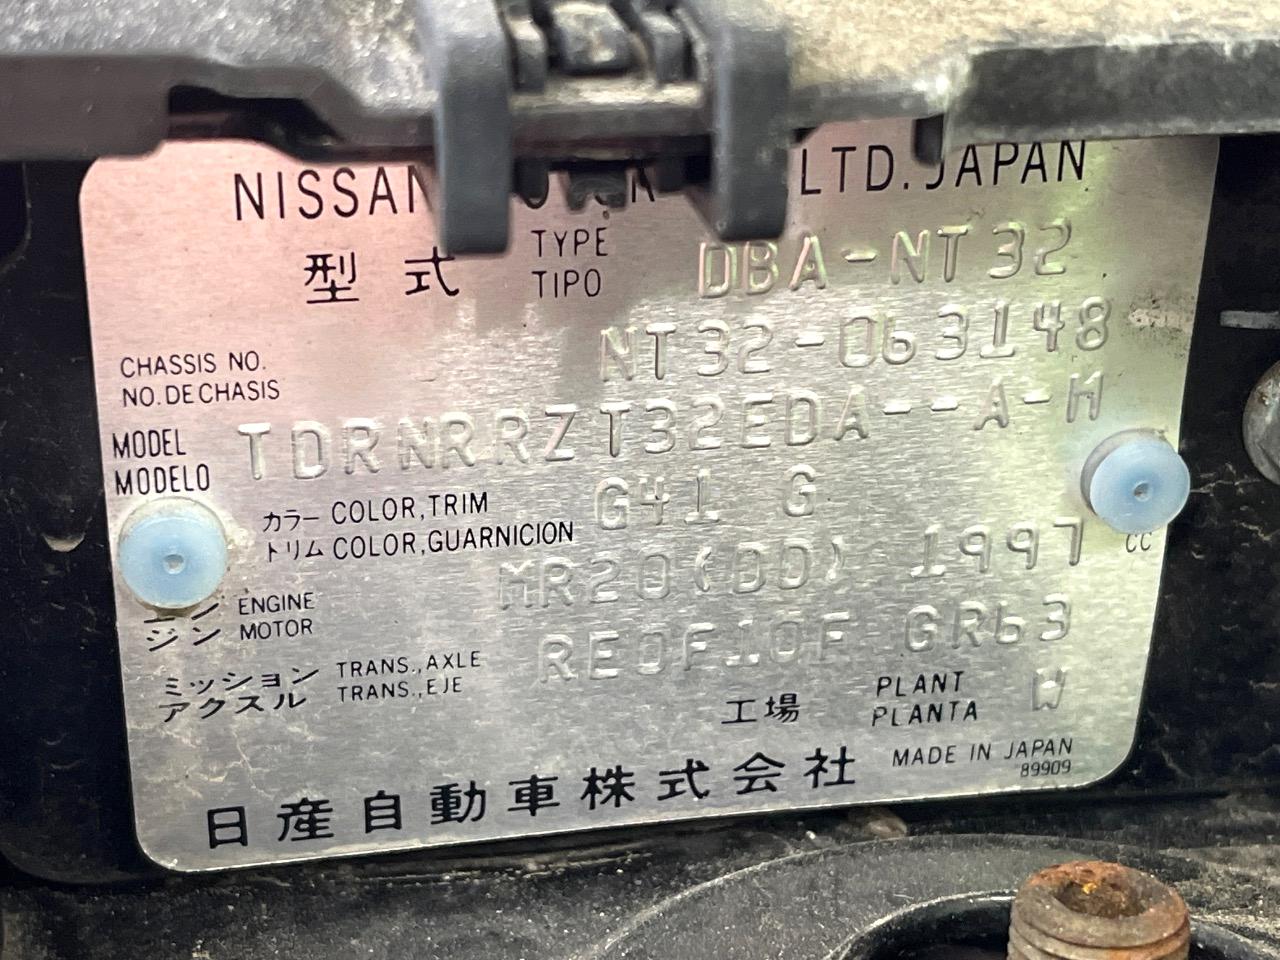 NISSAN LTD. JAPAN
型式 TYPE TIPO DBA-NT32
CHASSIS NO. NT32-063148
NO.DE CHASIS
MODEL MODELO TDRNRRZT32EDA--A-M
カラー COLOR,TRIM G41 G
トリム COLOR,GUARNICION
CC
エンジン ENGINE MOTOR MR20(DD) 1997
ミッション TRANS.,AXLE RE0F10F GR63
アクスル TRANS.,EJE
工場 PLANT PLANTA W
日産自動車株式会社 MADE IN JAPAN
89909